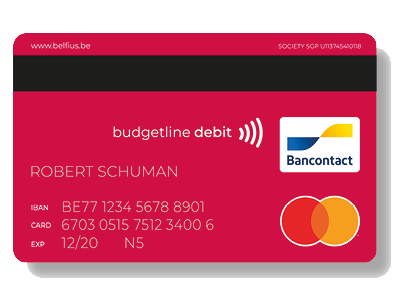 www.belfius.be SOCIETY SGP U113745410118
budgetline debit
Bancontact
ROBERT SCHUMAN
IBAN BE77 1234 5678 8901
CARD 6703 0515 7512 3400 6
EXP 12/20 N5